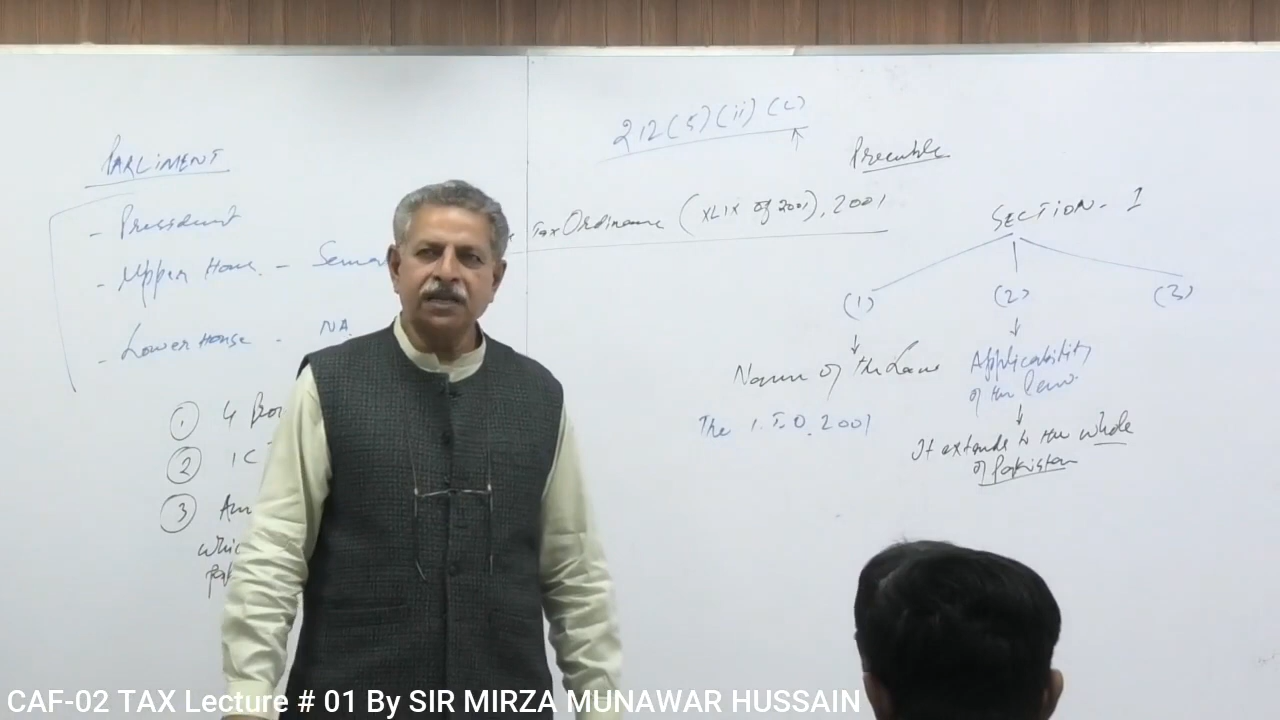 PARLIMENT
- President
- Upper House -
- Lower House - NA.
① 4
② IC
③
212(5)(ii)(c)
Preamble
Tax Ordinance (XLIX of 2001), 2001
SECTION - 1
(1) (2) (3)
Name of the Law
The I.T.O. 2001
Applicability
of the law.
It extends to the whole
of Pakistan
CAF-02 TAX Lecture # 01 By SIR MIRZA MUNAWAR HUSSAIN